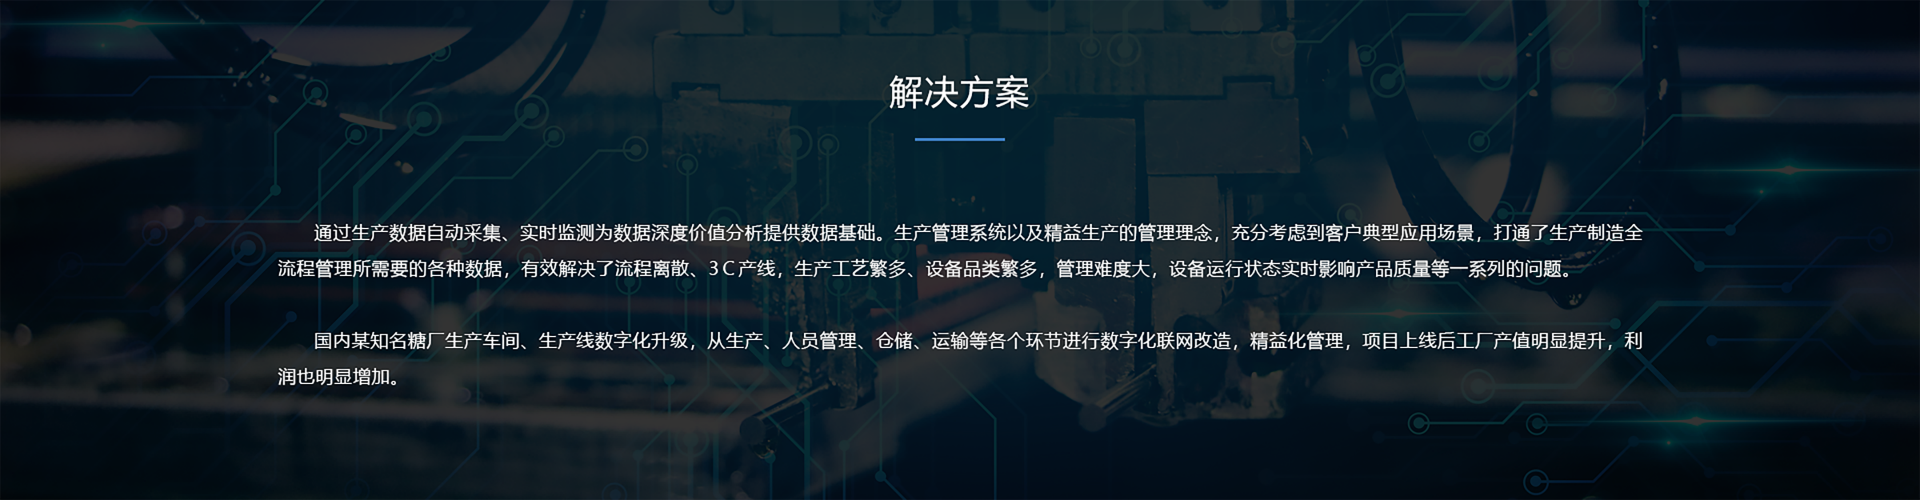 解决方案
通过生产数据自动采集、实时监测为数据深度价值分析提供数据基础。生产管理系统以及精益生产的管理理念，充分考虑到客户典型应用场景，打通了生产制造全
流程管理所需要的各种数据，有效解决了流程离散、3C产线，生产工艺繁多、设备品类繁多，管理难度大，设备运行状态实时影响产品质量等一系列的问题。
国内某知名糖厂生产车间、生产线数字化升级，从生产、人员管理、仓储、运输等各个环节进行数字化联网改造，精益化管理，项目上线后工厂产值明显提升，利
润也明显增加。